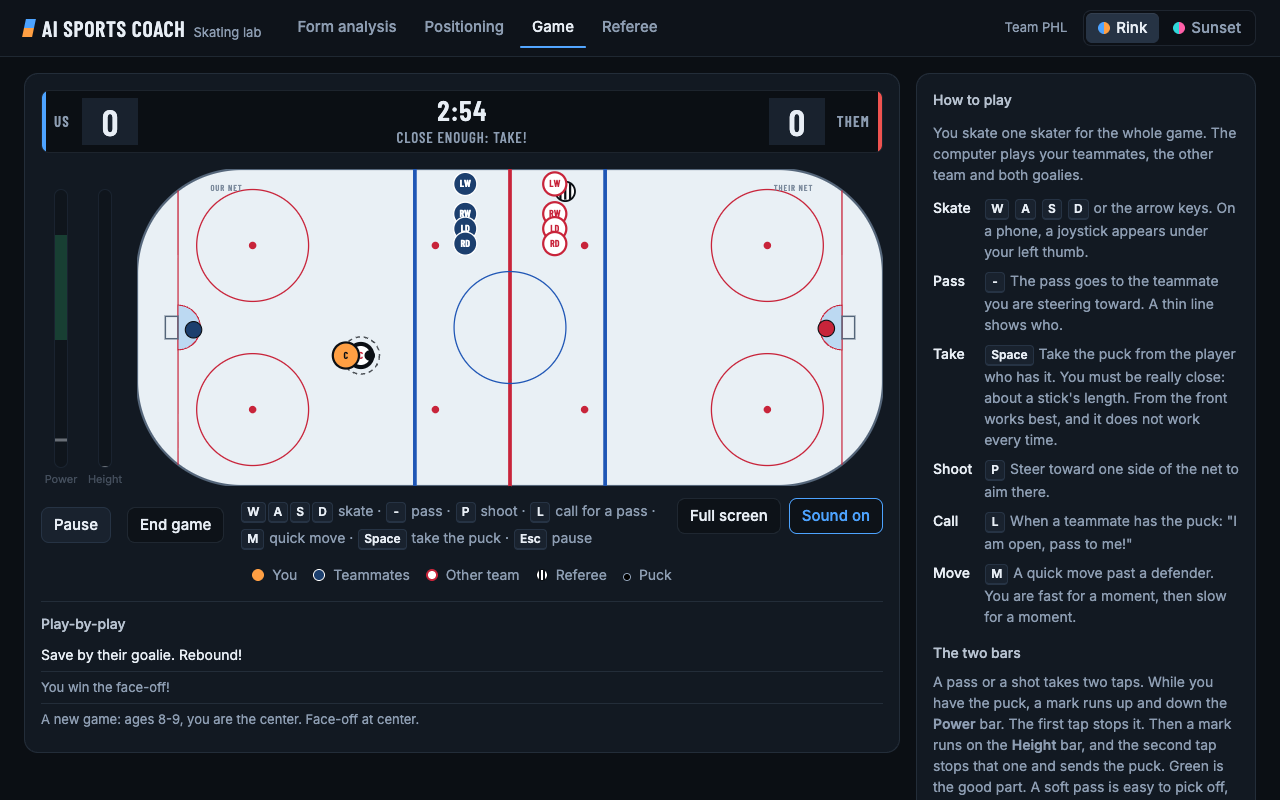 AI SPORTS COACH Skating lab Form analysis Positioning Game Referee Team PHL Rink Sunset
US 0 2:54 0 THEM
CLOSE ENOUGH: TAKE!
OUR NET THEIR NET
LW LW
RW RW
LD LD
RD RD
C
Power Height
Pause End game
W A S D skate · - pass · P shoot · L call for a pass ·
M quick move · Space take the puck · Esc pause
Full screen Sound on
You Teammates Other team Referee Puck
Play-by-play
Save by their goalie. Rebound!
You win the face-off!
A new game: ages 8-9, you are the center. Face-off at center.
How to play
You skate one skater for the whole game. The
computer plays your teammates, the other
team and both goalies.
Skate W A S D or the arrow keys. On
a phone, a joystick appears under
your left thumb.
Pass - The pass goes to the teammate
you are steering toward. A thin line
shows who.
Take Space Take the puck from the player
who has it. You must be really close:
about a stick's length. From the front
works best, and it does not work
every time.
Shoot P Steer toward one side of the net to
aim there.
Call L When a teammate has the puck: "I
am open, pass to me!"
Move M A quick move past a defender.
You are fast for a moment, then slow
for a moment.
The two bars
A pass or a shot takes two taps. While you
have the puck, a mark runs up and down the
Power bar. The first tap stops it. Then a mark
runs on the Height bar, and the second tap
stops that one and sends the puck. Green is
the good part. A soft pass is easy to pick off,